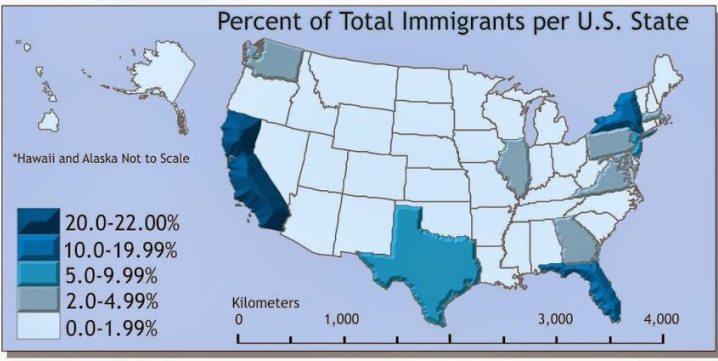 Percent of Total Immigrants per U.S. State
*Hawaii and Alaska Not to Scale
20.0-22.00%
10.0-19.99%
5.0-9.99%
2.0-4.99%
0.0-1.99%
Kilometers
0 1,000 3,000 4,000